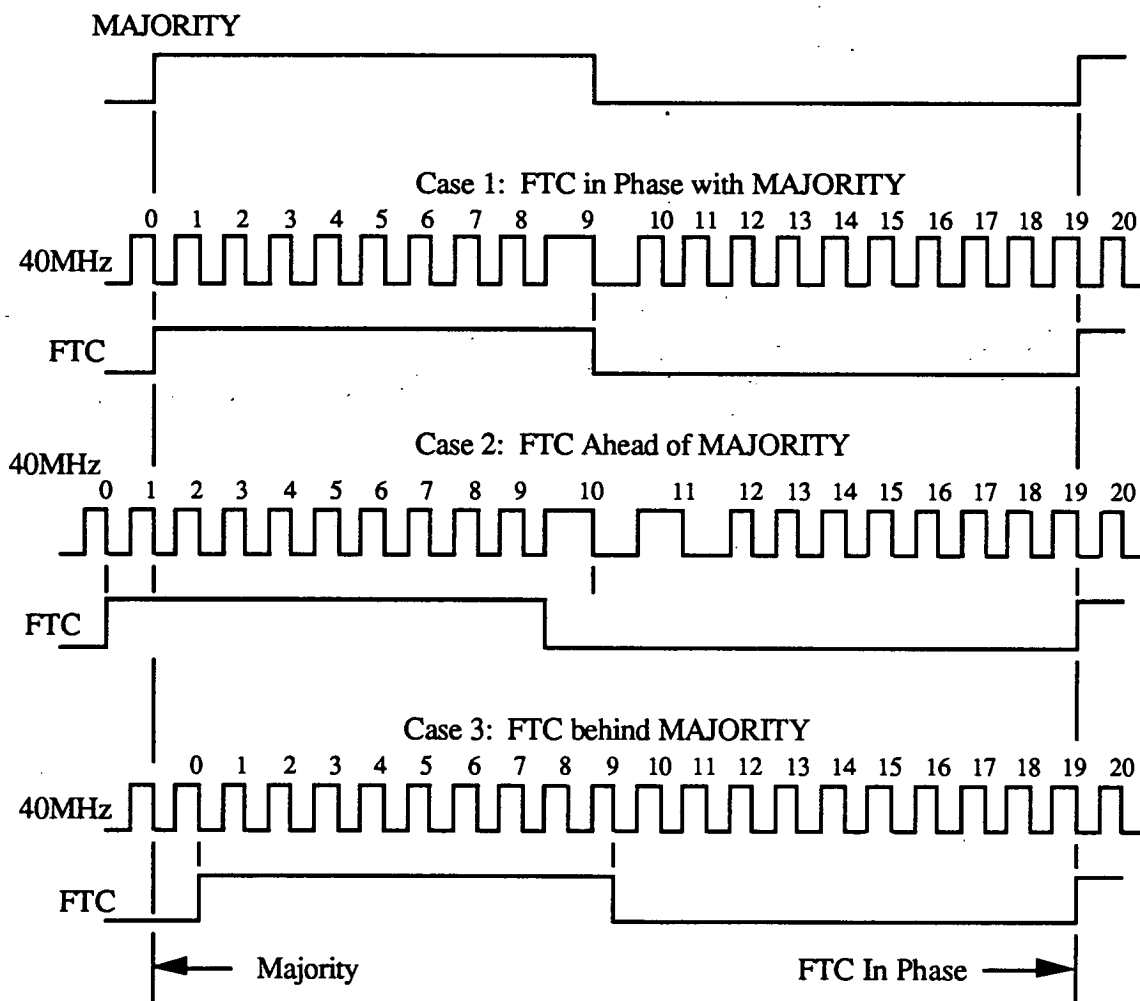 MAJORITY
Case 1: FTC in Phase with MAJORITY
0 1 2 3 4 5 6 7 8 9 10 11 12 13 14 15 16 17 18 19 20
40MHz
FTC
Case 2: FTC Ahead of MAJORITY
40MHz
0 1 2 3 4 5 6 7 8 9 10 11 12 13 14 15 16 17 18 19 20
FTC
Case 3: FTC behind MAJORITY
0 1 2 3 4 5 6 7 8 9 10 11 12 13 14 15 16 17 18 19 20
40MHz
FTC
Majority FTC In Phase